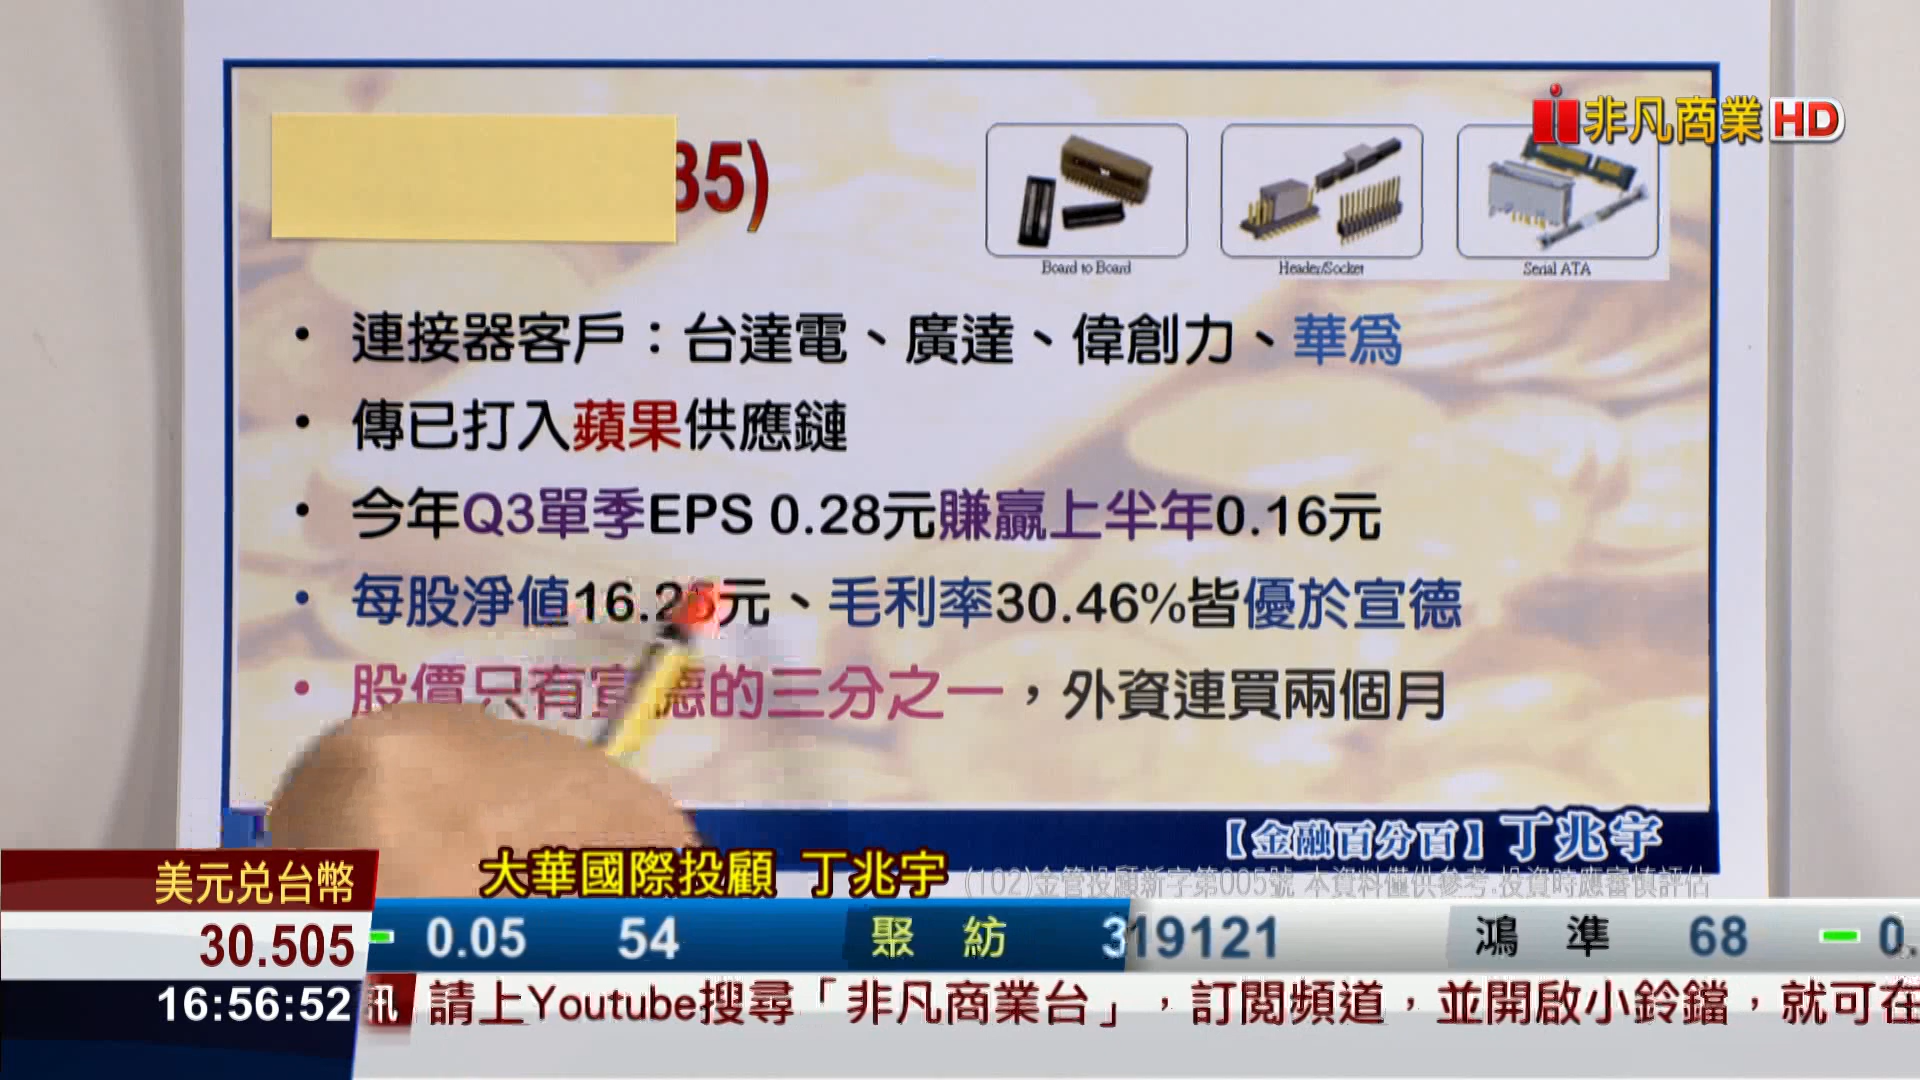 非凡商業HD
35)
Board to Board
Header/Socket
Serial ATA
• 連接器客戶：台達電、廣達、偉創力、華為
• 傳已打入蘋果供應鏈
• 今年Q3單季EPS 0.28元賺贏上半年0.16元
• 每股淨值16.25元、毛利率30.46%皆優於宣德
• 股價只有宣德的三分之一，外資連買兩個月
【金融百分百】丁兆宇
大華國際投顧 丁兆宇
(102)金管投顧新字第005號 本資料僅供參考.投資時應審慎評估
美元兌台幣
30.505
0.05 54 聚紡 319121 鴻準 68 0.
16:56:52
訊 請上Youtube搜尋「非凡商業台」，訂閱頻道，並開啟小鈴鐺，就可在